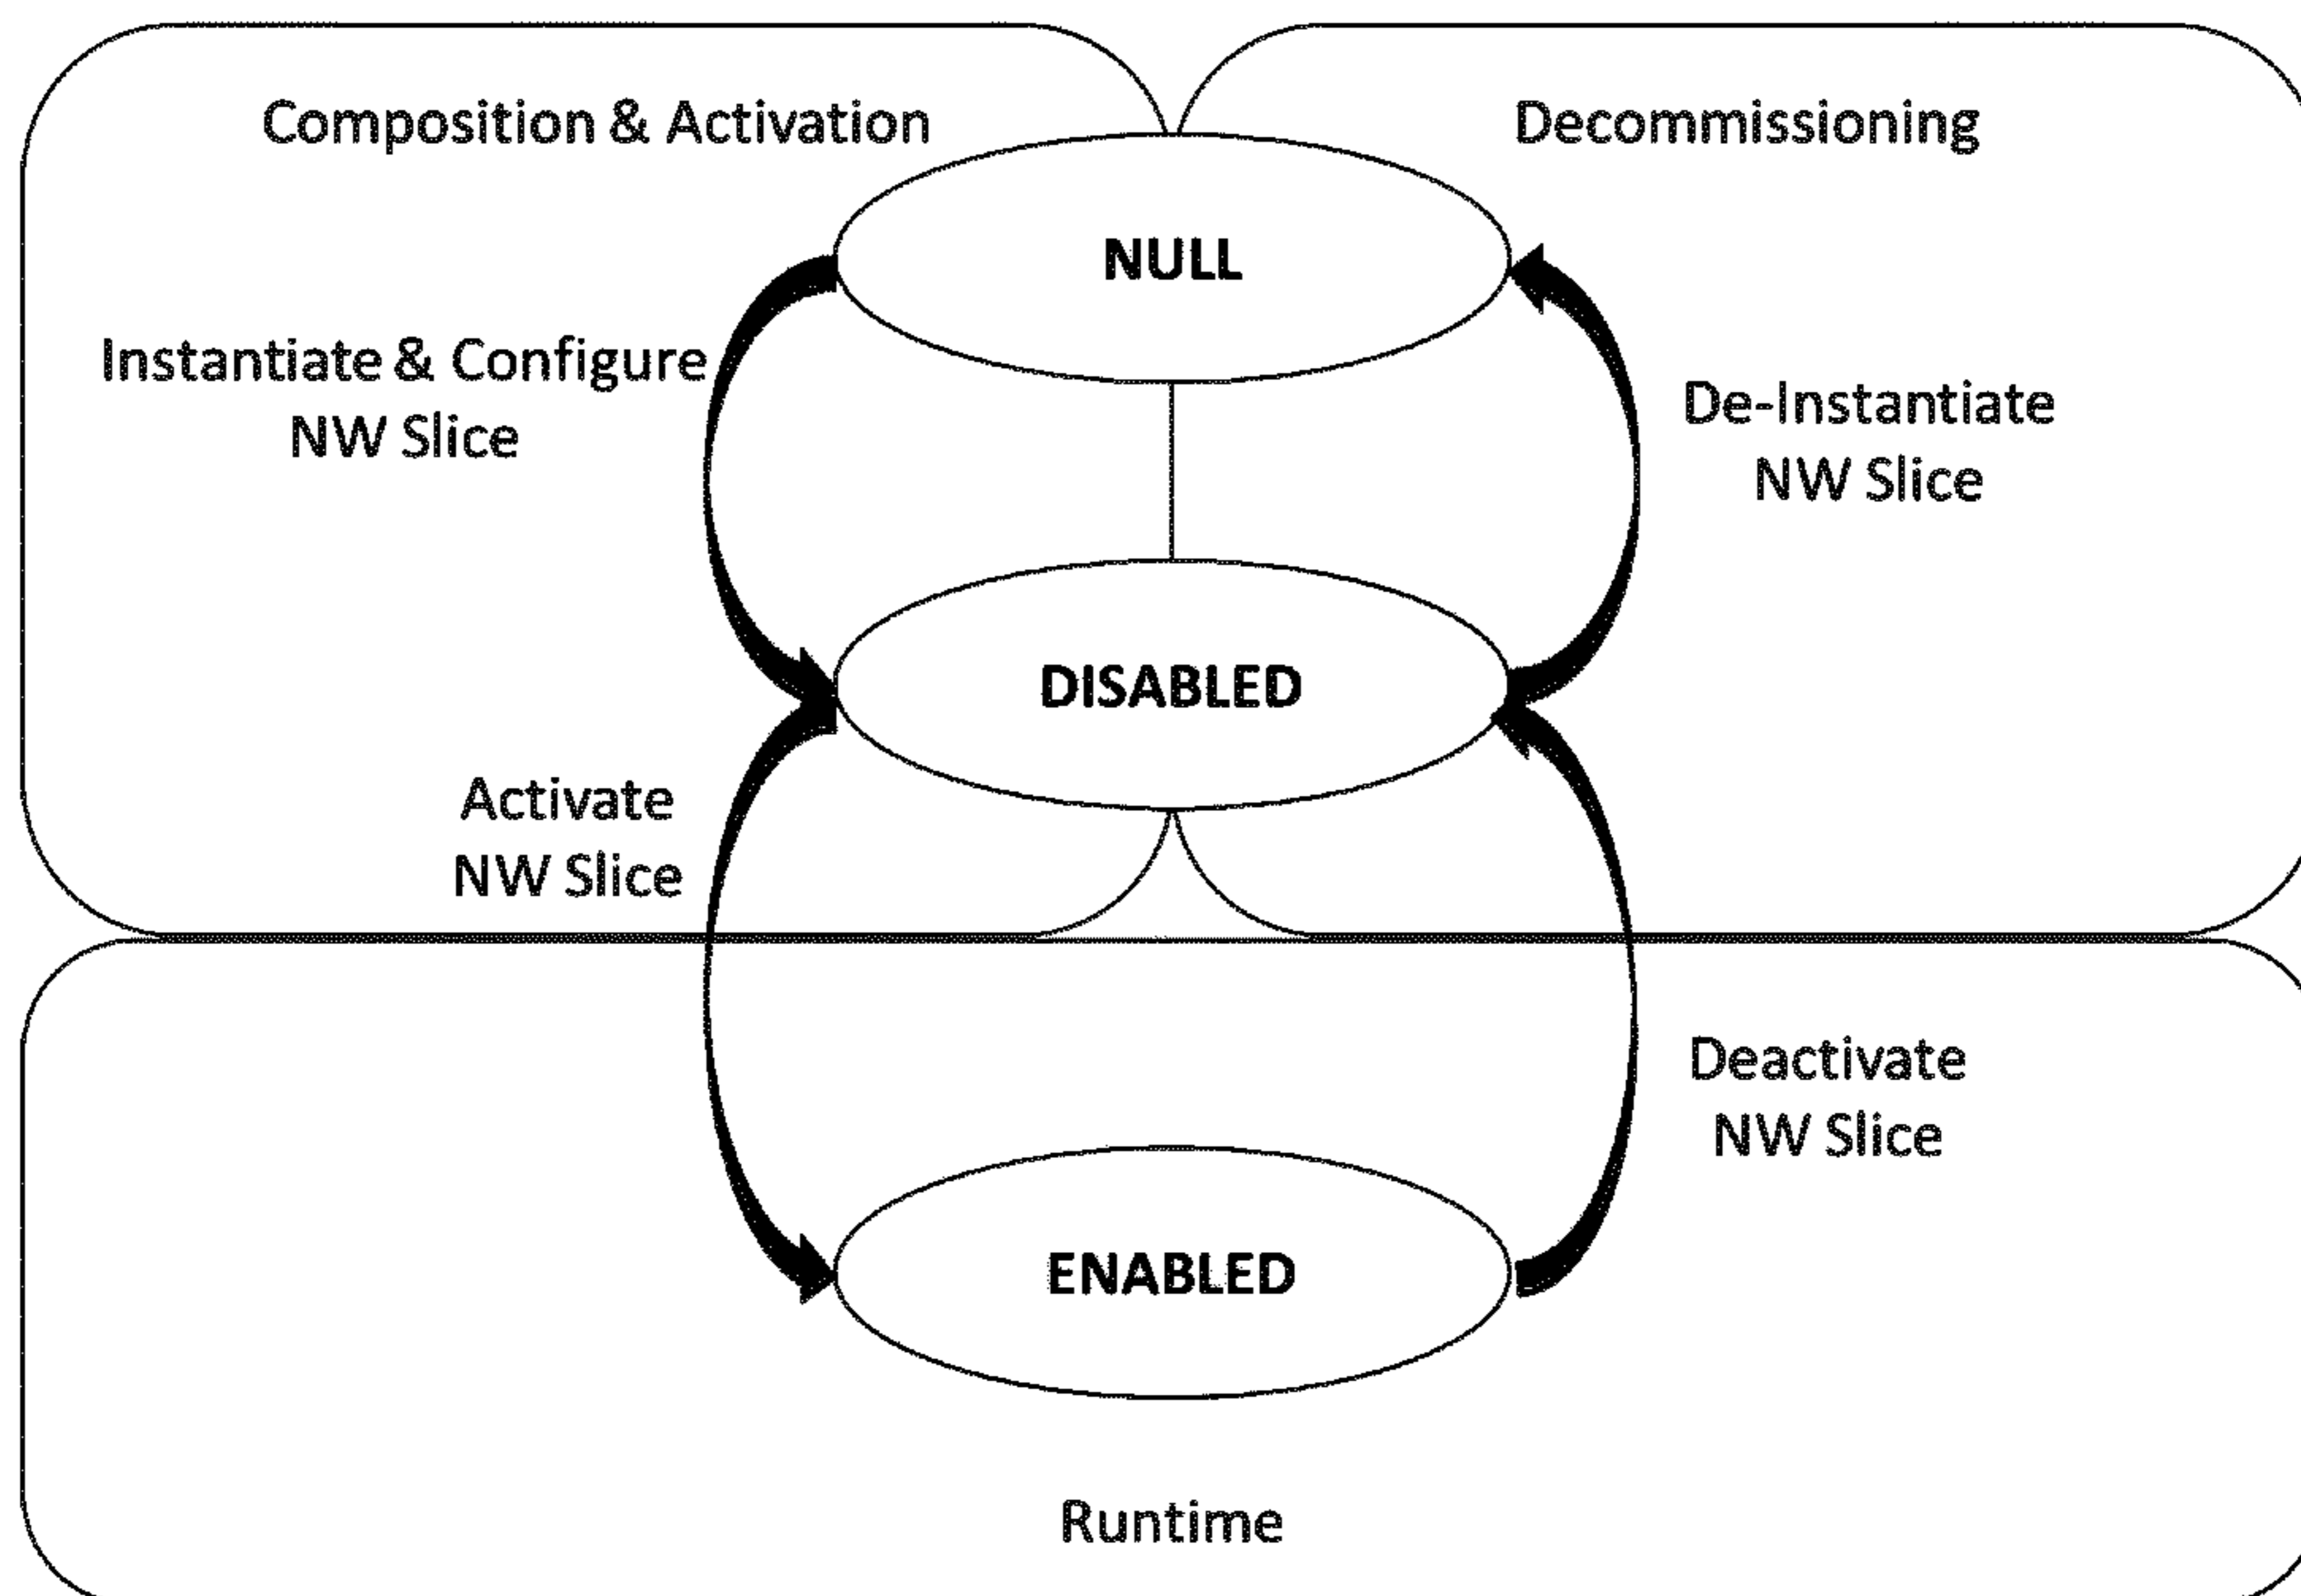 Composition & Activation
Decommissioning
NULL
Instantiate & Configure
NW Slice
De-Instantiate
NW Slice
DISABLED
Activate
NW Slice
Deactivate
NW Slice
ENABLED
Runtime